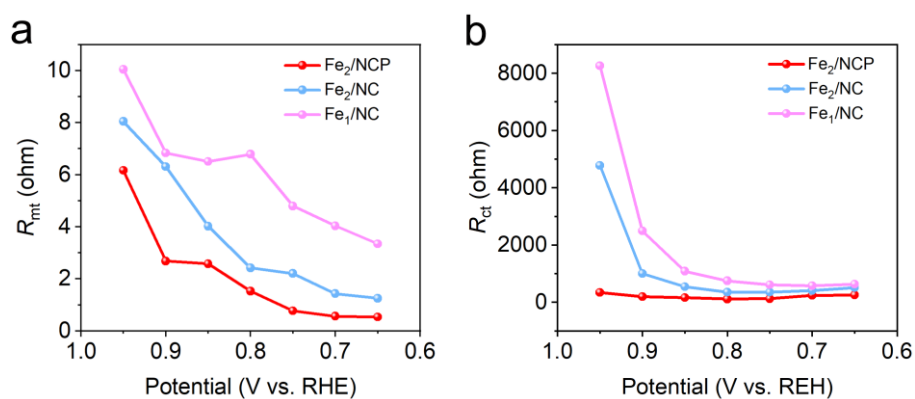 a
Fe₂/NCP
Fe₂/NC
Fe₁/NC
R_mt (ohm)
10
8
6
4
2
0
1.0 0.9 0.8 0.7 0.6
Potential (V vs. RHE)
b
Fe₂/NCP
Fe₂/NC
Fe₁/NC
R_ct (ohm)
8000
6000
4000
2000
0
1.0 0.9 0.8 0.7 0.6
Potential (V vs. REH)